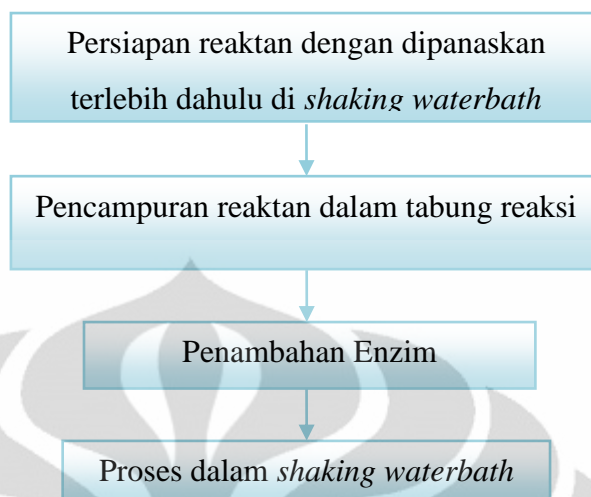 Persiapan reaktan dengan dipanaskan
terlebih dahulu di shaking waterbath
Pencampuran reaktan dalam tabung reaksi
Penambahan Enzim
Proses dalam shaking waterbath